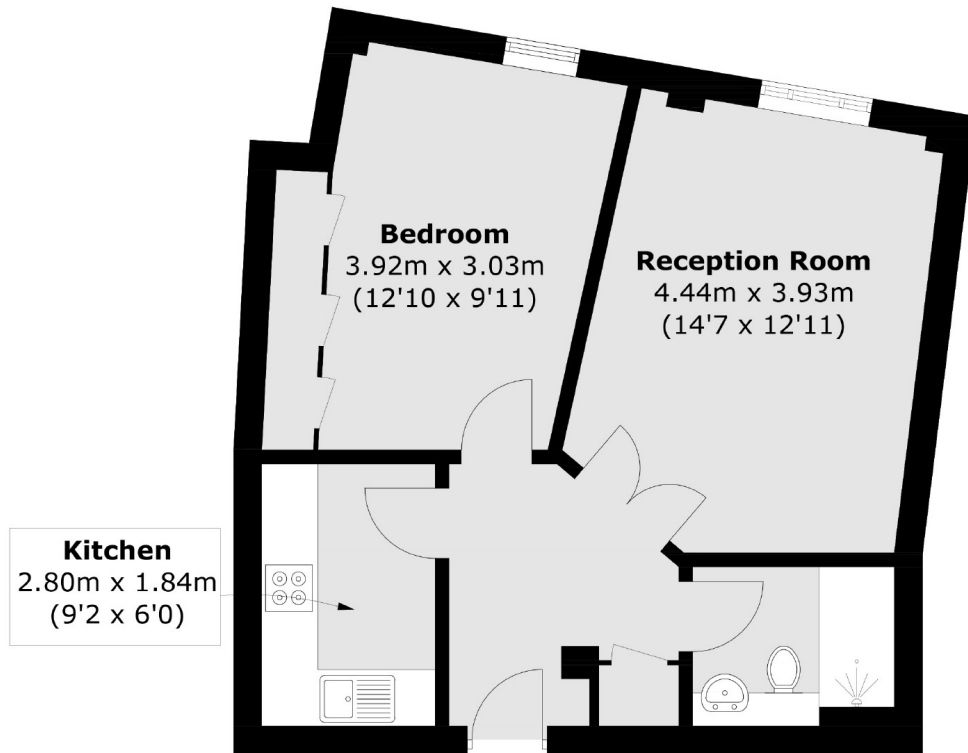 Bedroom
3.92m x 3.03m
(12'10 x 9'11)
Reception Room
4.44m x 3.93m
(14'7 x 12'11)
Kitchen
2.80m x 1.84m
(9'2 x 6'0)